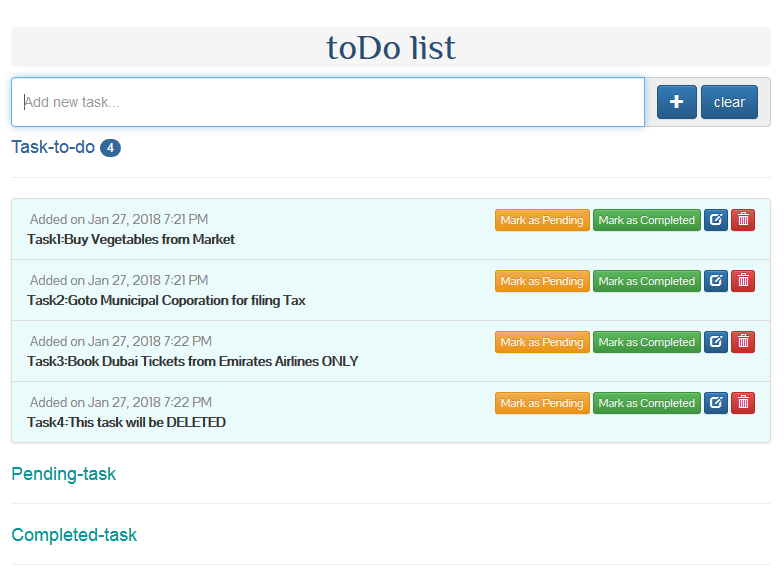 toDo list
Add new task...
clear
Task-to-do 4
Added on Jan 27, 2018 7:21 PM
Mark as Pending Mark as Completed
Task1:Buy Vegetables from Market
Added on Jan 27, 2018 7:21 PM
Mark as Pending Mark as Completed
Task2:Goto Municipal Coporation for filing Tax
Added on Jan 27, 2018 7:22 PM
Mark as Pending Mark as Completed
Task3:Book Dubai Tickets from Emirates Airlines ONLY
Added on Jan 27, 2018 7:22 PM
Mark as Pending Mark as Completed
Task4:This task will be DELETED
Pending-task
Completed-task